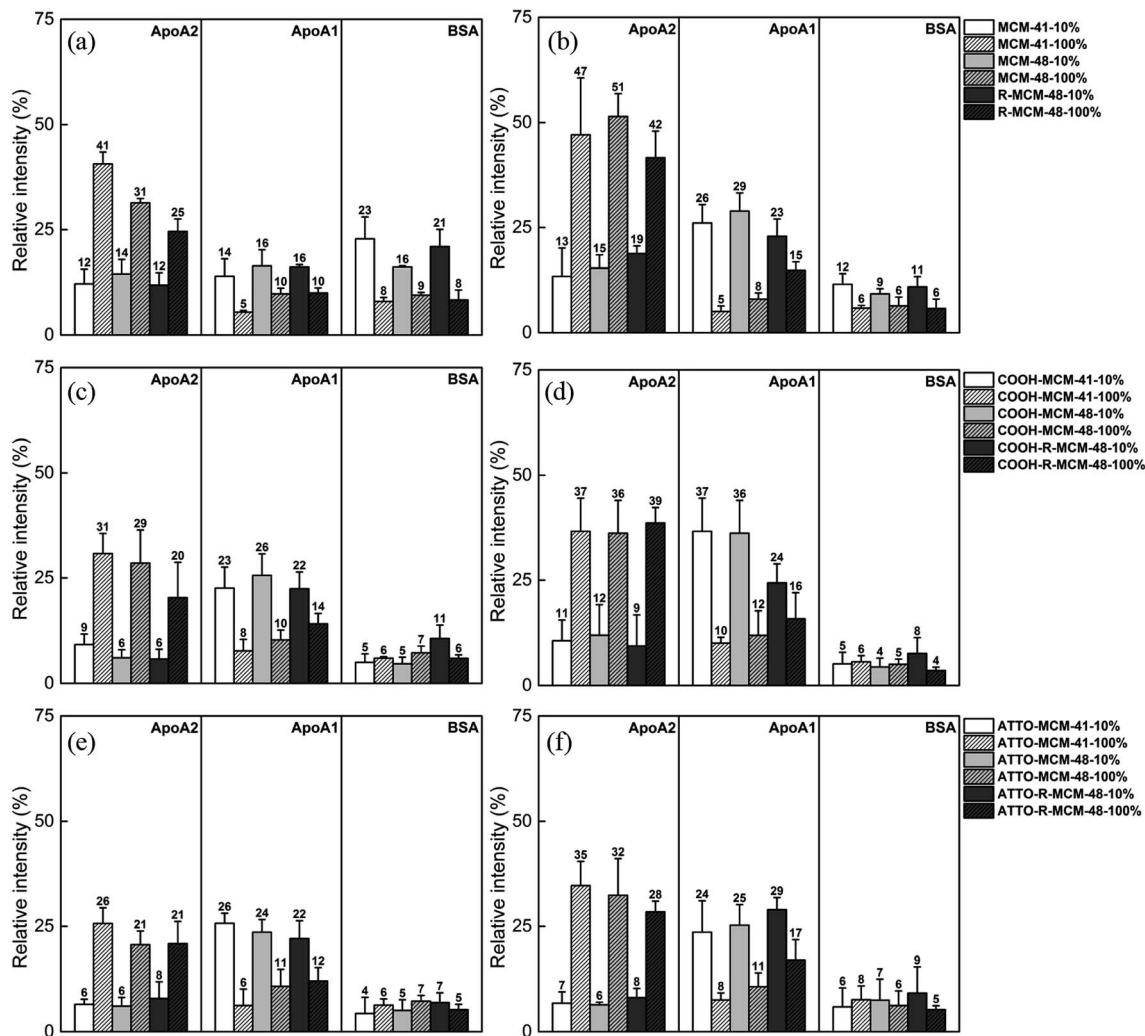 75
(a)
ApoA2
ApoA1
BSA
50
25
0
Relative intensity (%)
12
41
14
31
12
25
14
5
16
10
16
10
23
8
16
9
21
8
75
(b)
ApoA2
ApoA1
BSA
50
25
0
Relative intensity (%)
13
47
15
51
19
42
26
5
29
8
23
15
12
6
9
6
11
6
MCM-41-10%
MCM-41-100%
MCM-48-10%
MCM-48-100%
R-MCM-48-10%
R-MCM-48-100%
75
(c)
ApoA2
ApoA1
BSA
50
25
0
Relative intensity (%)
9
31
6
29
6
20
23
8
26
10
22
14
5
6
5
7
11
6
75
(d)
ApoA2
ApoA1
BSA
50
25
0
Relative intensity (%)
11
37
12
36
9
39
37
10
36
12
24
16
5
6
4
5
8
4
COOH-MCM-41-10%
COOH-MCM-41-100%
COOH-MCM-48-10%
COOH-MCM-48-100%
COOH-R-MCM-48-10%
COOH-R-MCM-48-100%
75
(e)
ApoA2
ApoA1
BSA
50
25
0
Relative intensity (%)
6
26
6
21
8
21
26
6
24
11
22
12
4
6
5
7
7
5
75
(f)
ApoA2
ApoA1
BSA
50
25
0
Relative intensity (%)
7
35
6
32
8
28
24
8
25
11
29
17
6
8
7
6
9
5
ATTO-MCM-41-10%
ATTO-MCM-41-100%
ATTO-MCM-48-10%
ATTO-MCM-48-100%
ATTO-R-MCM-48-10%
ATTO-R-MCM-48-100%